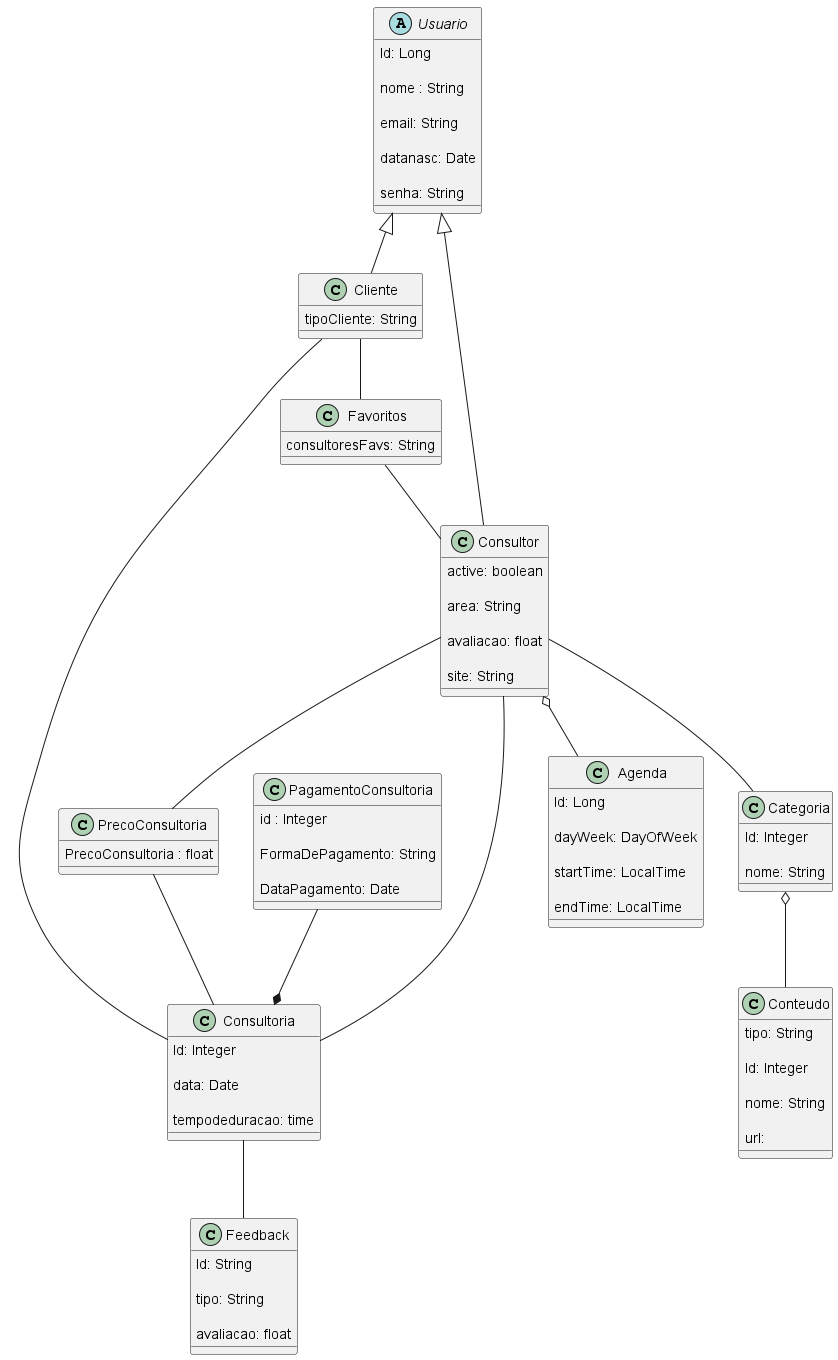 A Usuario
Id: Long
nome : String
email: String
datanasc: Date
senha: String
C Cliente
tipoCliente: String
C Favoritos
consultoresFavs: String
C Consultor
active: boolean
area: String
avaliacao: float
site: String
C PrecoConsultoria
PrecoConsultoria : float
C PagamentoConsultoria
id : Integer
FormaDePagamento: String
DataPagamento: Date
C Agenda
Id: Long
dayWeek: DayOfWeek
startTime: LocalTime
endTime: LocalTime
C Categoria
Id: Integer
nome: String
C Consultoria
Id: Integer
data: Date
tempodeduracao: time
C Conteudo
tipo: String
Id: Integer
nome: String
url:
C Feedback
Id: String
tipo: String
avaliacao: float